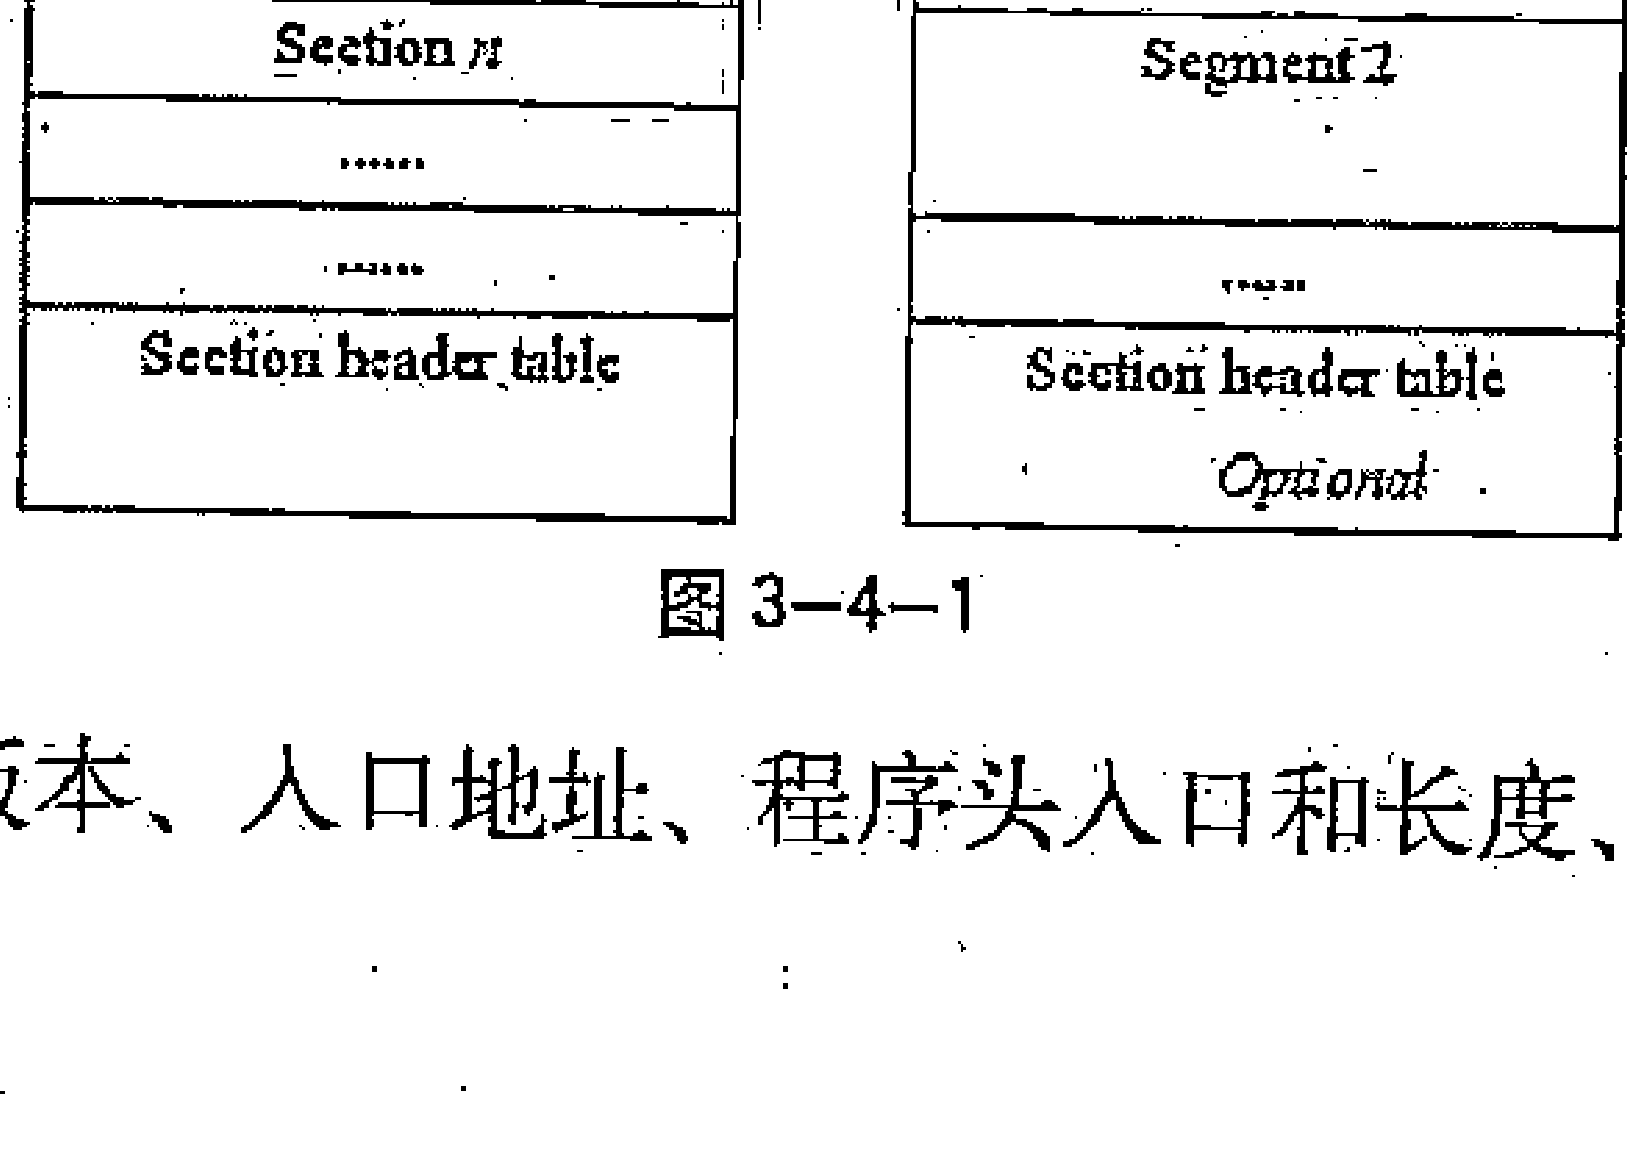 Section n
Segment 2
……
……
……
Section header table
Section header table
Optional
图 3-4-1
版本、入口地址、程序头入口和长度、